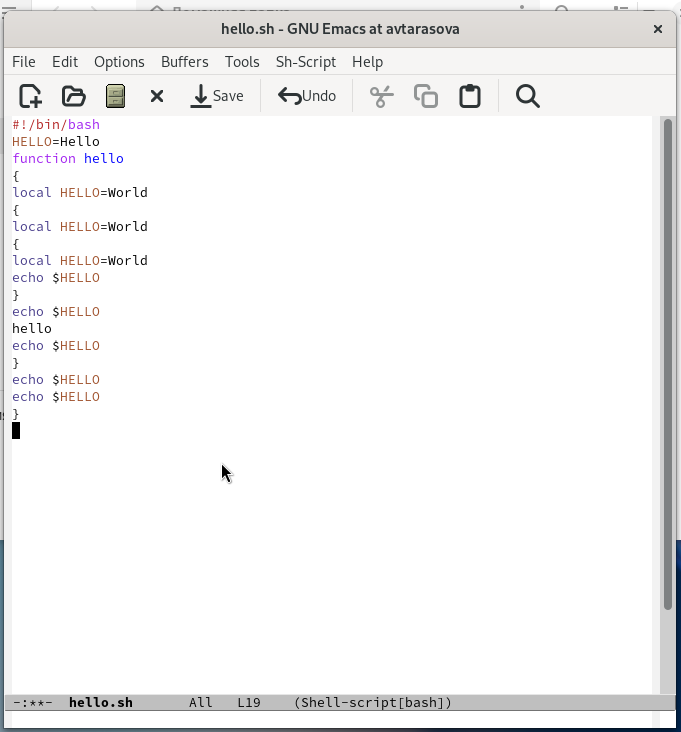 hello.sh - GNU Emacs at avtarasova
File Edit Options Buffers Tools Sh-Script Help
Save Undo
#!/bin/bash
HELLO=Hello
function hello
{
local HELLO=World
{
local HELLO=World
{
local HELLO=World
echo $HELLO
}
echo $HELLO
hello
echo $HELLO
}
echo $HELLO
echo $HELLO
}
-:**- hello.sh All L19 (Shell-script[bash])